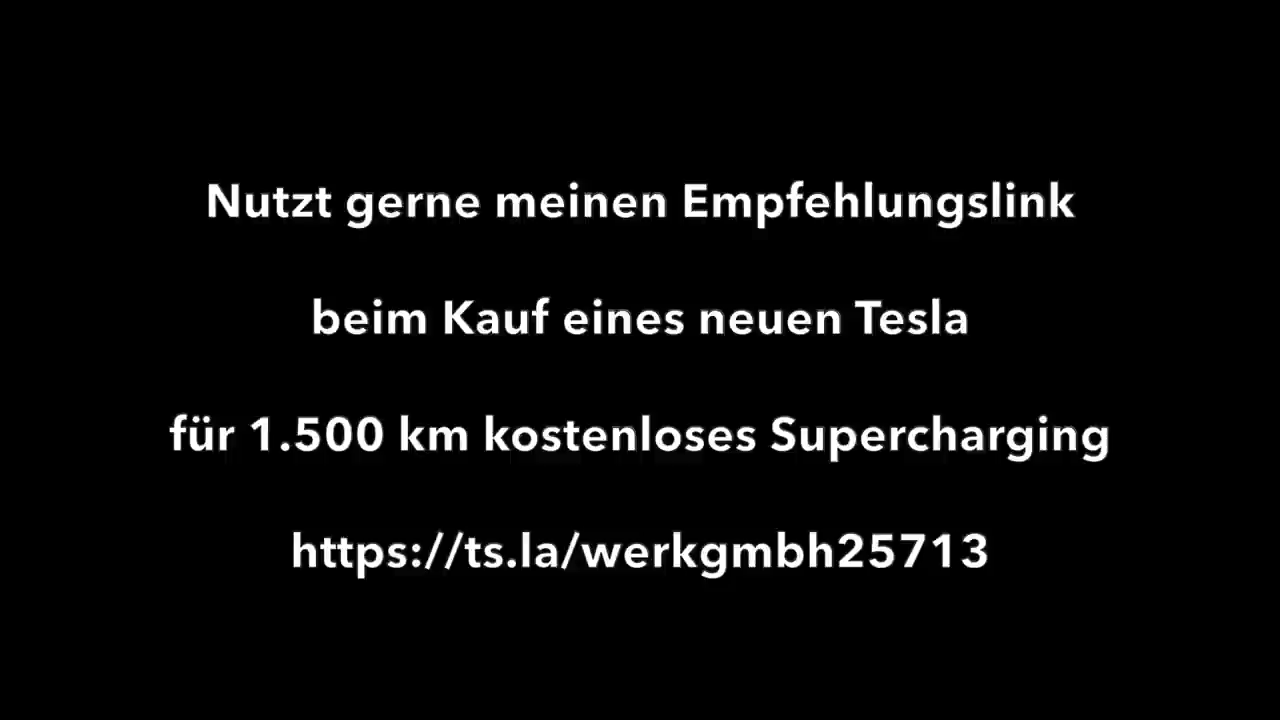 Nutzt gerne meinen Empfehlungslink
beim Kauf eines neuen Tesla
für 1.500 km kostenloses Supercharging
https://ts.la/werkgmbh25713